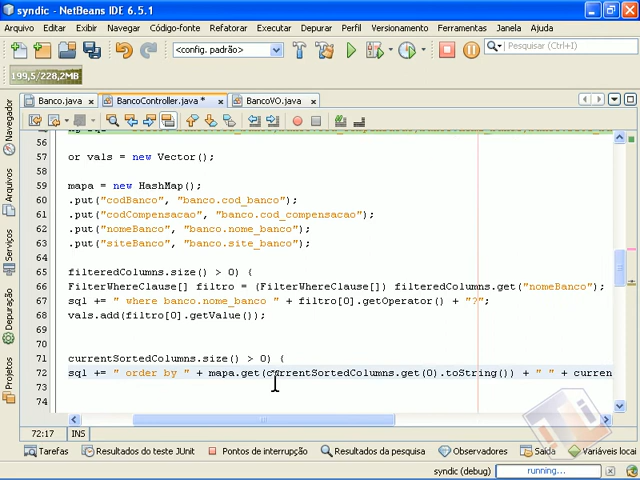 syndic - NetBeans IDE 6.5.1
Arquivo Editar Exibir Navegar Código-fonte Refatorar Executar Depurar Perfil Versionamento Ferramentas Janela Ajuda
<config. padrão> Pesquisar (Ctrl+I)
199,5/228,2MB
Banco.java BancoController.java * BancoVO.java
Navegador
Arquivos
Serviços
Depuração
Projetos
56
57 or vals = new Vector();
58
59 mapa = new HashMap();
60 .put("codBanco", "banco.cod_banco");
61 .put("codCompensacao", "banco.cod_compensacao");
62 .put("nomeBanco", "banco.nome_banco");
63 .put("siteBanco", "banco.site_banco");
64
65 filteredColumns.size() > 0) {
66 FilterWhereClause[] filtro = (FilterWhereClause[]) filteredColumns.get("nomeBanco");
67 sql += " where banco.nome_banco " + filtro[0].getOperator() + "?";
68 vals.add(filtro[0].getValue());
69
70
71 currentSortedColumns.size() > 0) {
72 sql += " order by " + mapa.get(currentSortedColumns.get(0).toString()) + " " + curren
73
74
72:17 INS
Tarefas Resultados do teste JUnit Pontos de interrupção Resultados da pesquisa Observadores Saída Variáveis locai
syndic (debug) running...